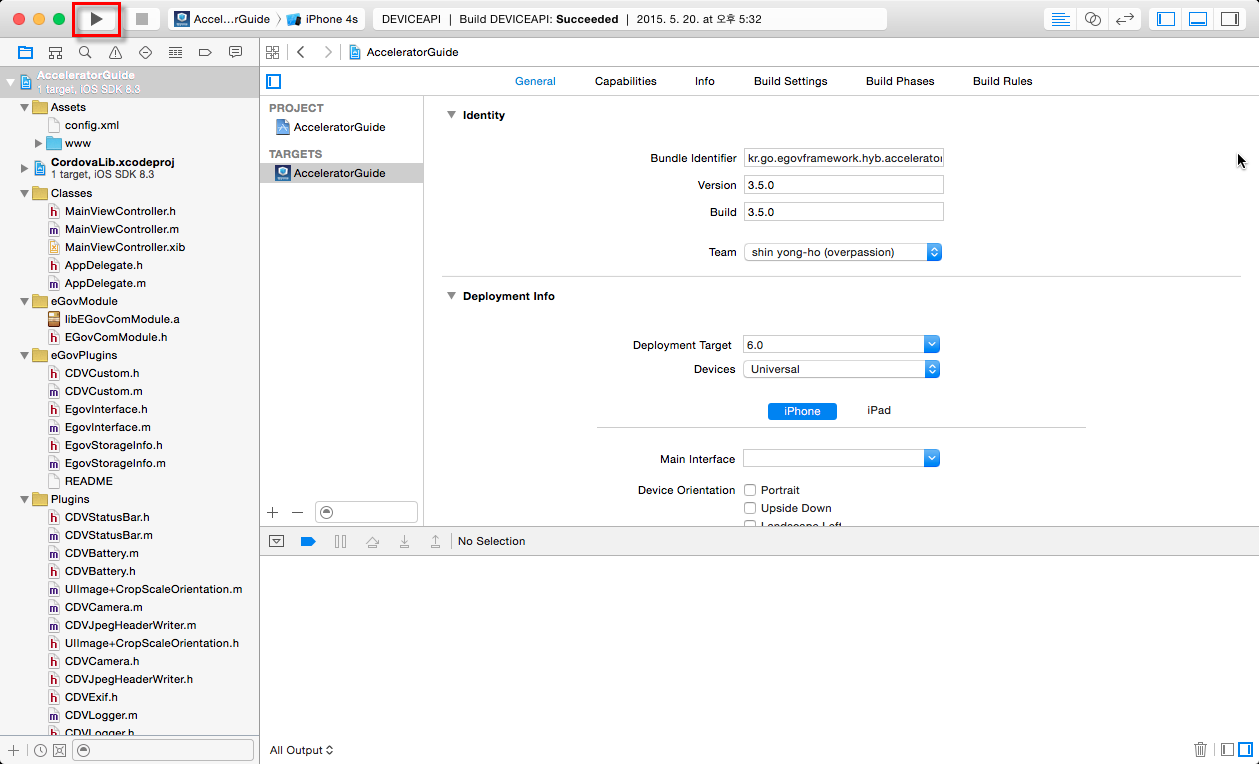 Accel...rGuide
iPhone 4s
DEVICEAPI | Build DEVICEAPI: Succeeded | 2015. 5. 20. at 오후 5:32
AcceleratorGuide
1 target, iOS SDK 8.3
Assets
config.xml
www
CordovaLib.xcodeproj
1 target, iOS SDK 8.3
Classes
MainViewController.h
MainViewController.m
MainViewController.xib
AppDelegate.h
AppDelegate.m
eGovModule
libEGovComModule.a
EGovComModule.h
eGovPlugins
CDVCustom.h
CDVCustom.m
EgovInterface.h
EgovInterface.m
EgovStorageInfo.h
EgovStorageInfo.m
README
Plugins
CDVStatusBar.h
CDVStatusBar.m
CDVBattery.m
CDVBattery.h
UIImage+CropScaleOrientation.m
CDVCamera.m
CDVJpegHeaderWriter.m
UIImage+CropScaleOrientation.h
CDVCamera.h
CDVJpegHeaderWriter.h
CDVExif.h
CDVLogger.m
CDVLogger.h
AcceleratorGuide
General Capabilities Info Build Settings Build Phases Build Rules
PROJECT
AcceleratorGuide
TARGETS
AcceleratorGuide
Identity
Bundle Identifier kr.go.egovframework.hyb.accelerator
Version 3.5.0
Build 3.5.0
Team shin yong-ho (overpassion)
Deployment Info
Deployment Target 6.0
Devices Universal
iPhone iPad
Main Interface
Device Orientation Portrait
Upside Down
Landscape Left
No Selection
All Output